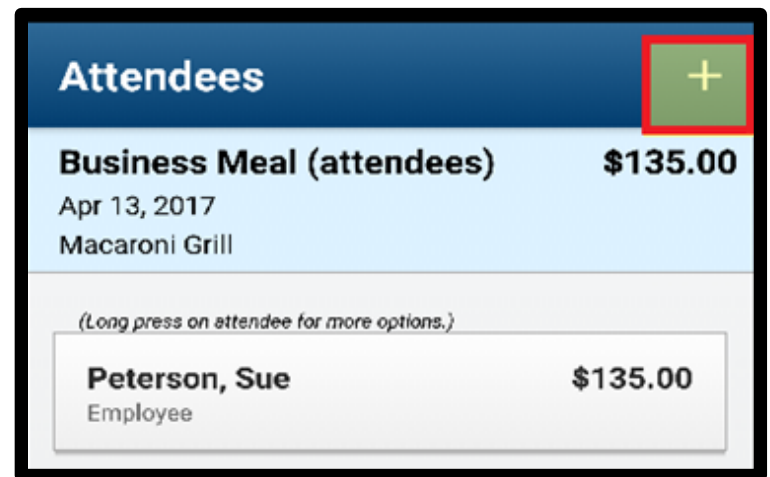 Attendees +
Business Meal (attendees) $135.00
Apr 13, 2017
Macaroni Grill
(Long press on attendee for more options.)
Peterson, Sue $135.00
Employee